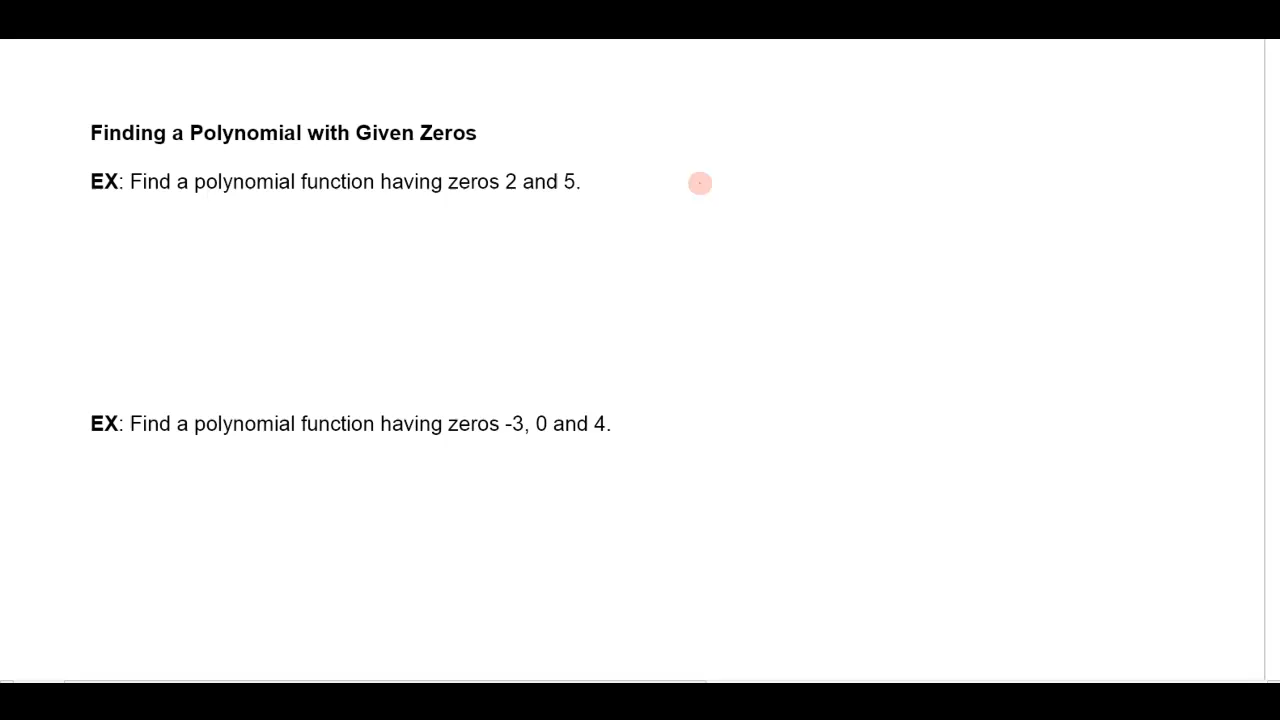 Finding a Polynomial with Given Zeros
EX: Find a polynomial function having zeros 2 and 5.
EX: Find a polynomial function having zeros -3, 0 and 4.